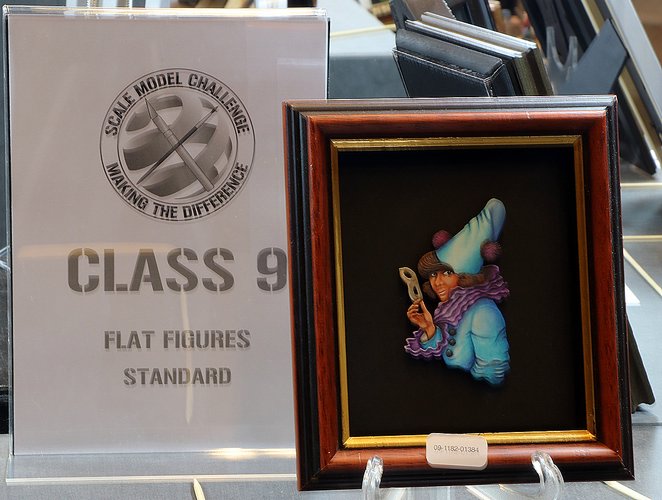 SCALE MODEL CHALLENGE
MAKING THE DIFFERENCE
CLASS 9
FLAT FIGURES
STANDARD
09-1182-01384